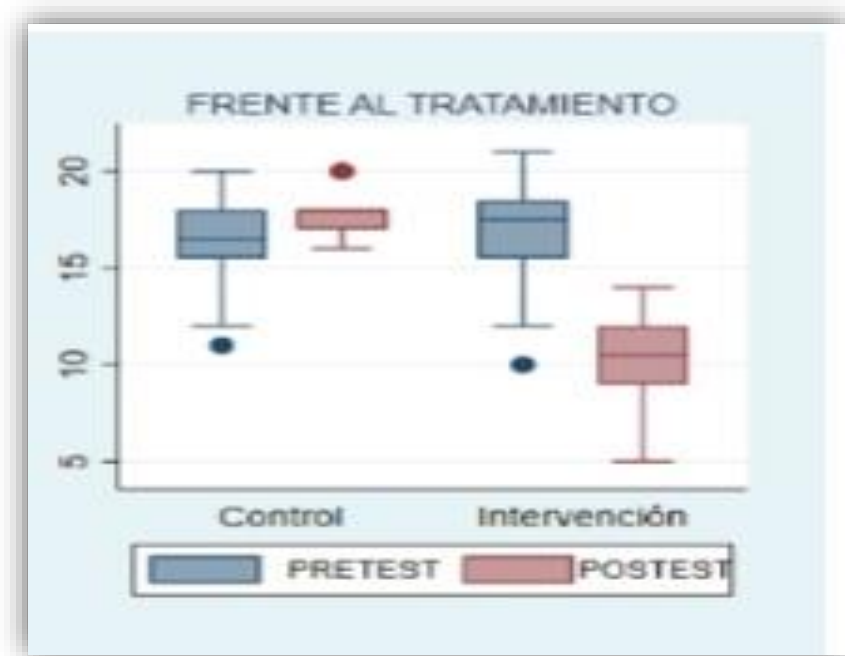 FRENTE AL TRATAMIENTO
20
15
10
5
Control Intervención
PRETEST POSTEST